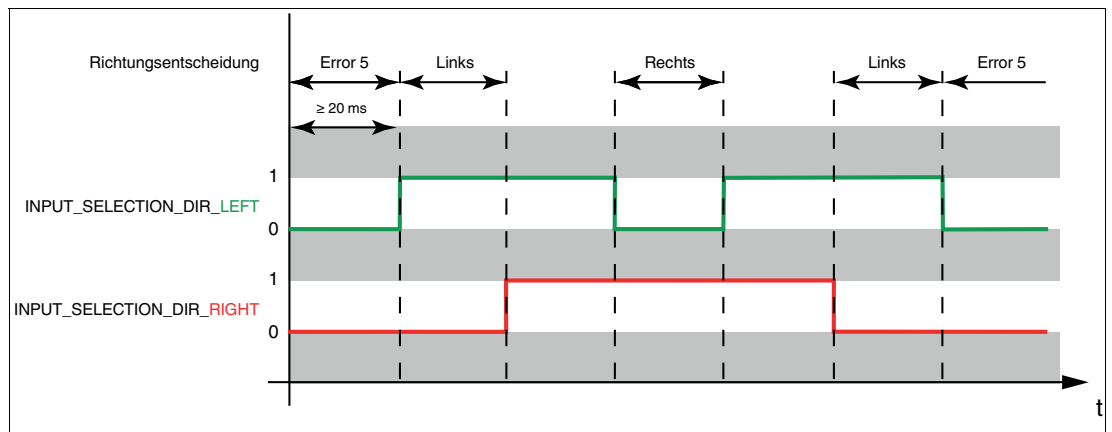 Richtungsentscheidung Error 5 Links Rechts Links Error 5
≥ 20 ms
1
INPUT_SELECTION_DIR_LEFT
0
1
INPUT_SELECTION_DIR_RIGHT
0
t